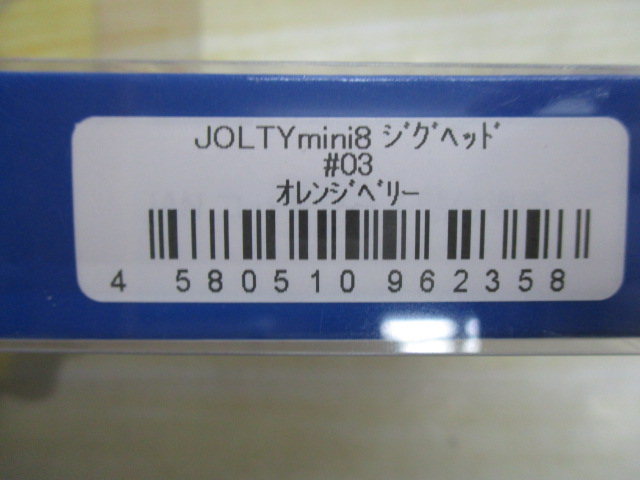 JOLTYmini8 ｼﾞｸﾞﾍｯﾄﾞ
#03
ｵﾚﾝｼﾞﾍﾞﾘｰ
4 580510 962358